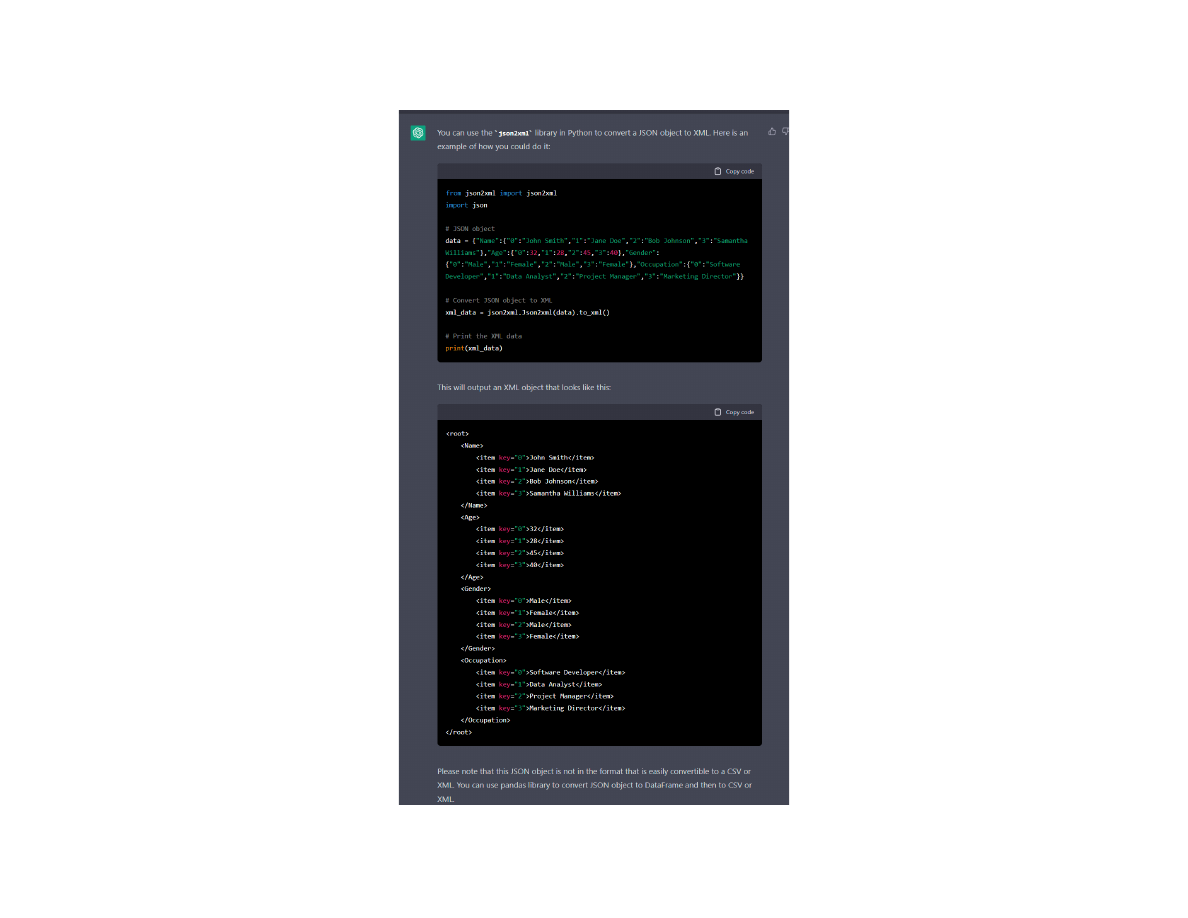 You can use the `json2xml` library in Python to convert a JSON object to XML. Here is an
example of how you could do it:
Copy code
from json2xml import json2xml
import json
# JSON object
data = {"Name":{"0":"John Smith","1":"Jane Doe","2":"Bob Johnson","3":"Samantha
Williams"},"Age":{"0":32,"1":28,"2":45,"3":40},"Gender":
{"0":"Male","1":"Female","2":"Male","3":"Female"},"Occupation":{"0":"Software
Developer","1":"Data Analyst","2":"Project Manager","3":"Marketing Director"}}
# Convert JSON object to XML
xml_data = json2xml.Json2xml(data).to_xml()
# Print the XML data
print(xml_data)
This will output an XML object that looks like this:
Copy code
<root>
    <Name>
        <item key="0">John Smith</item>
        <item key="1">Jane Doe</item>
        <item key="2">Bob Johnson</item>
        <item key="3">Samantha Williams</item>
    </Name>
    <Age>
        <item key="0">32</item>
        <item key="1">28</item>
        <item key="2">45</item>
        <item key="3">40</item>
    </Age>
    <Gender>
        <item key="0">Male</item>
        <item key="1">Female</item>
        <item key="2">Male</item>
        <item key="3">Female</item>
    </Gender>
    <Occupation>
        <item key="0">Software Developer</item>
        <item key="1">Data Analyst</item>
        <item key="2">Project Manager</item>
        <item key="3">Marketing Director</item>
    </Occupation>
</root>
Please note that this JSON object is not in the format that is easily convertible to a CSV or
XML. You can use pandas library to convert JSON object to DataFrame and then to CSV or
XML.